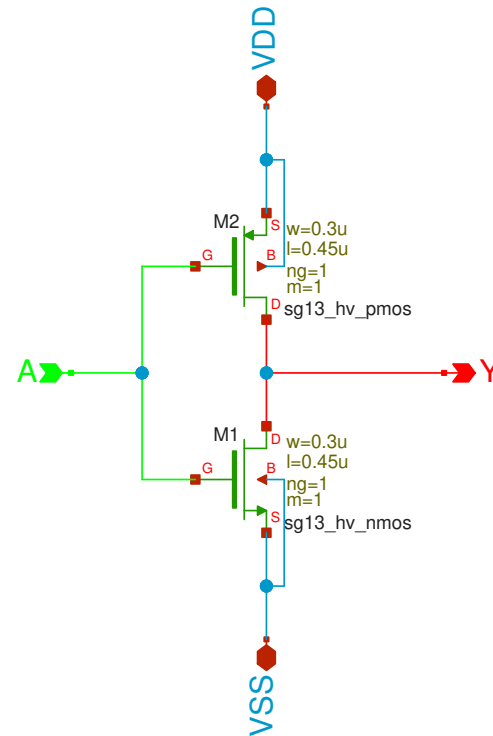 VDD
M2
S
w=0.3u
l=0.45u
G
B
ng=1
m=1
D
sg13_hv_pmos
A
Y
M1
D
w=0.3u
l=0.45u
G
B
ng=1
m=1
S
sg13_hv_nmos
VSS